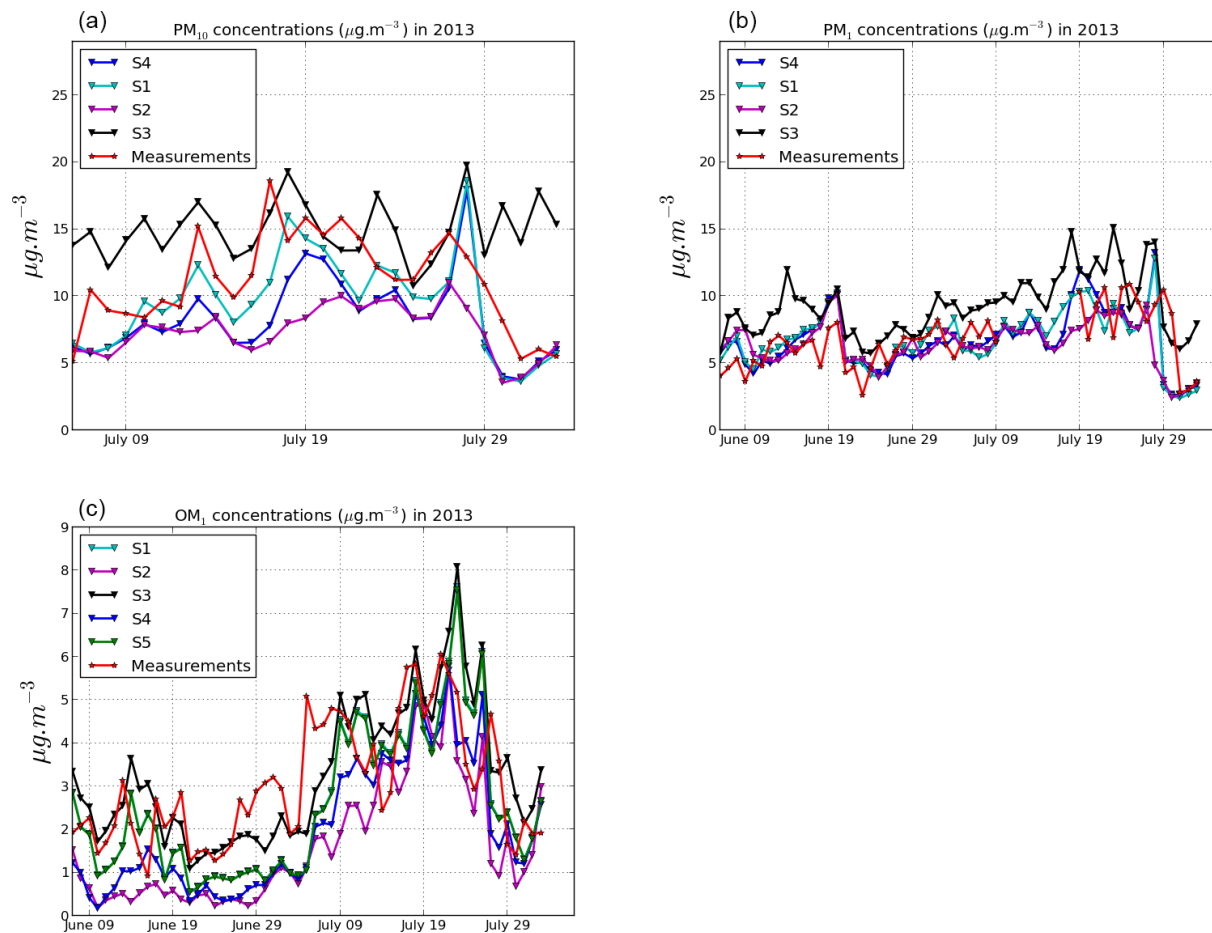 (a)
PM₁₀ concentrations (μg.m⁻³) in 2013
S4
S1
S2
S3
Measurements
μg.m⁻³
25
20
15
10
5
0
July 09
July 19
July 29
(b)
PM₁ concentrations (μg.m⁻³) in 2013
S4
S1
S2
S3
Measurements
μg.m⁻³
25
20
15
10
5
0
June 09
June 19
June 29
July 09
July 19
July 29
(c)
OM₁ concentrations (μg.m⁻³) in 2013
S1
S2
S3
S4
S5
Measurements
μg.m⁻³
9
8
7
6
5
4
3
2
1
0
June 09
June 19
June 29
July 09
July 19
July 29